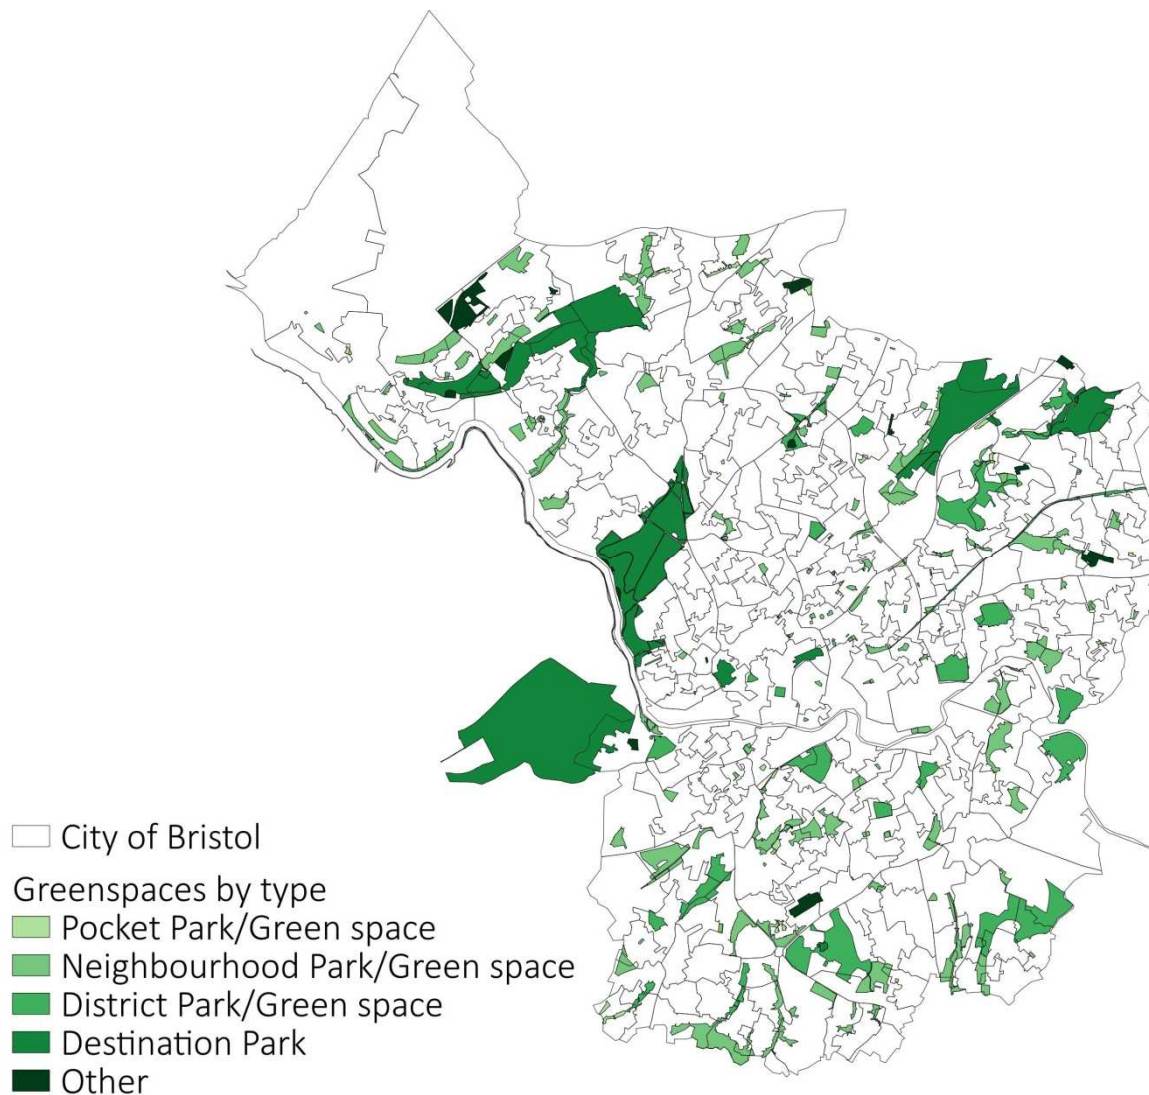 City of Bristol
Greenspaces by type
Pocket Park/Green space
Neighbourhood Park/Green space
District Park/Green space
Destination Park
Other